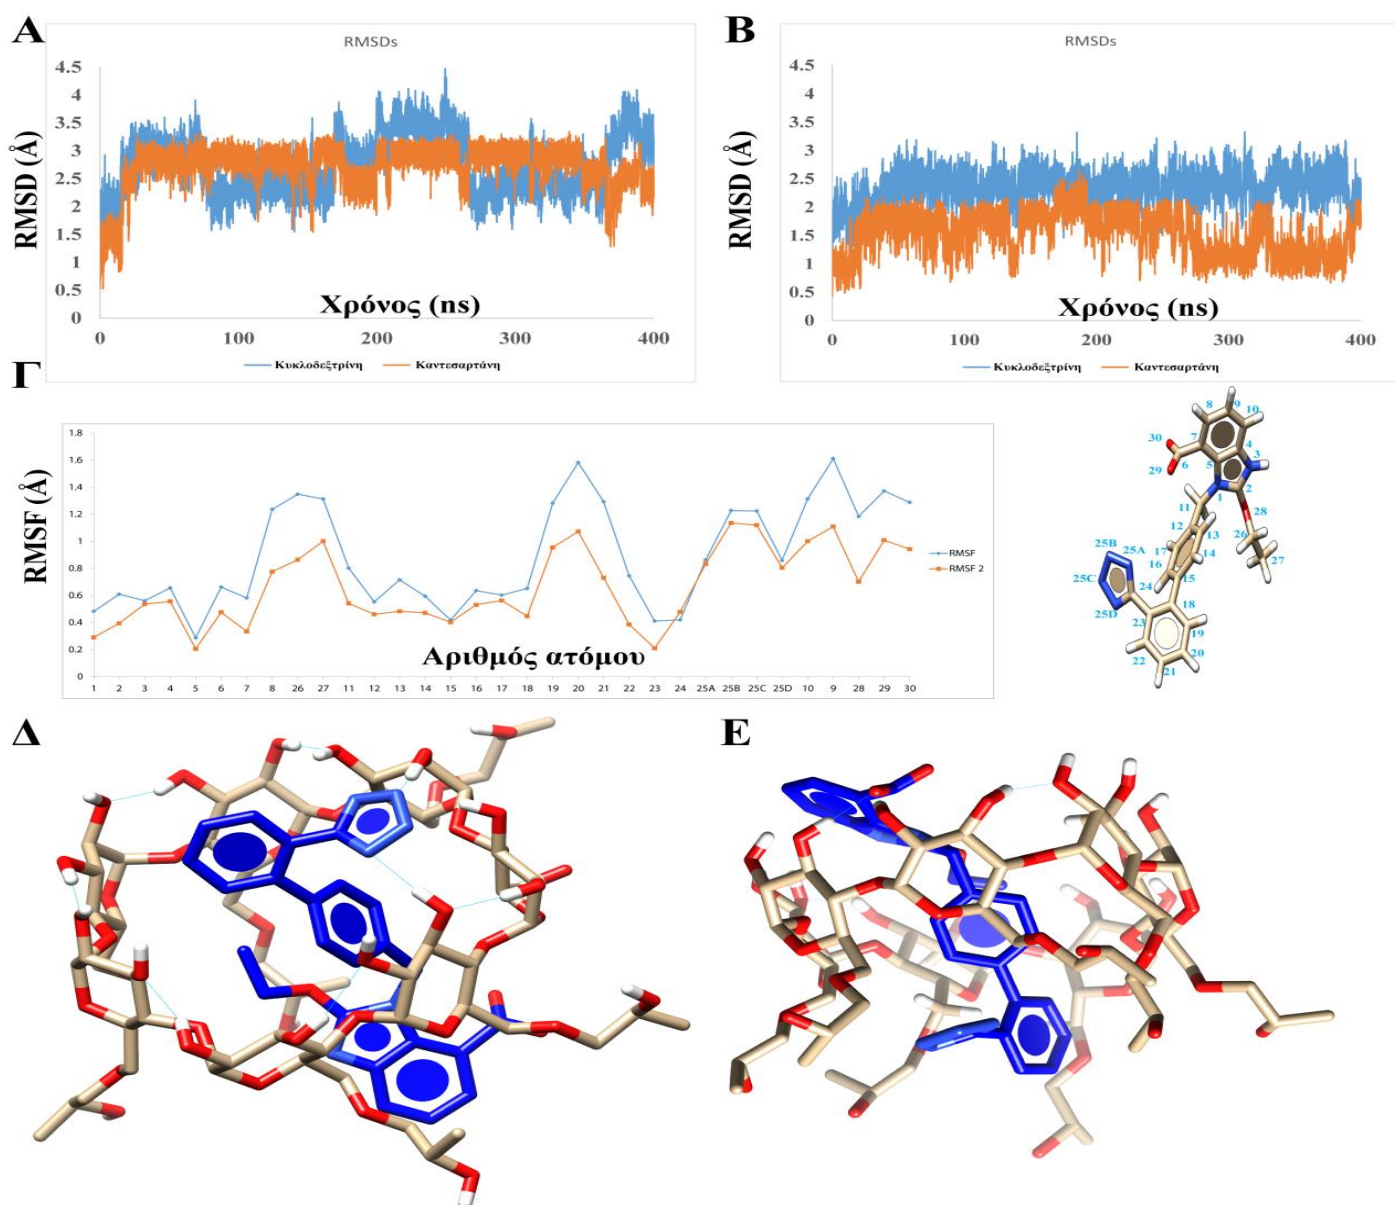 Α
RMSDs
4.5
4
3.5
3
2.5
2
1.5
1
0.5
0
RMSD (Å)
Χρόνος (ns)
0 100 200 300 400
Κυκλοδεξτρίνη Καντεσαρτάνη
Β
RMSDs
4.5
4
3.5
3
2.5
2
1.5
1
0.5
0
RMSD (Å)
Χρόνος (ns)
0 100 200 300 400
Κυκλοδεξτρίνη Καντεσαρτάνη
Γ
1.8
1.6
1.4
1.2
1
0.8
0.6
0.4
0.2
0
RMSF (Å)
Αριθμός ατόμου
1 2 3 4 5 6 7 8 26 27 11 12 13 14 15 16 17 18 19 20 21 22 23 24 25A 25B 25C 25D 10 9 28 29 30
RMSF
RMSF 2
8 9 10
30 7 4
29 6 5 3
1 2
11 28
12 13 26
25B 25A 17 14 27
25C 16
24 15
25D 18
23 19
22 20
21
Δ
Ε